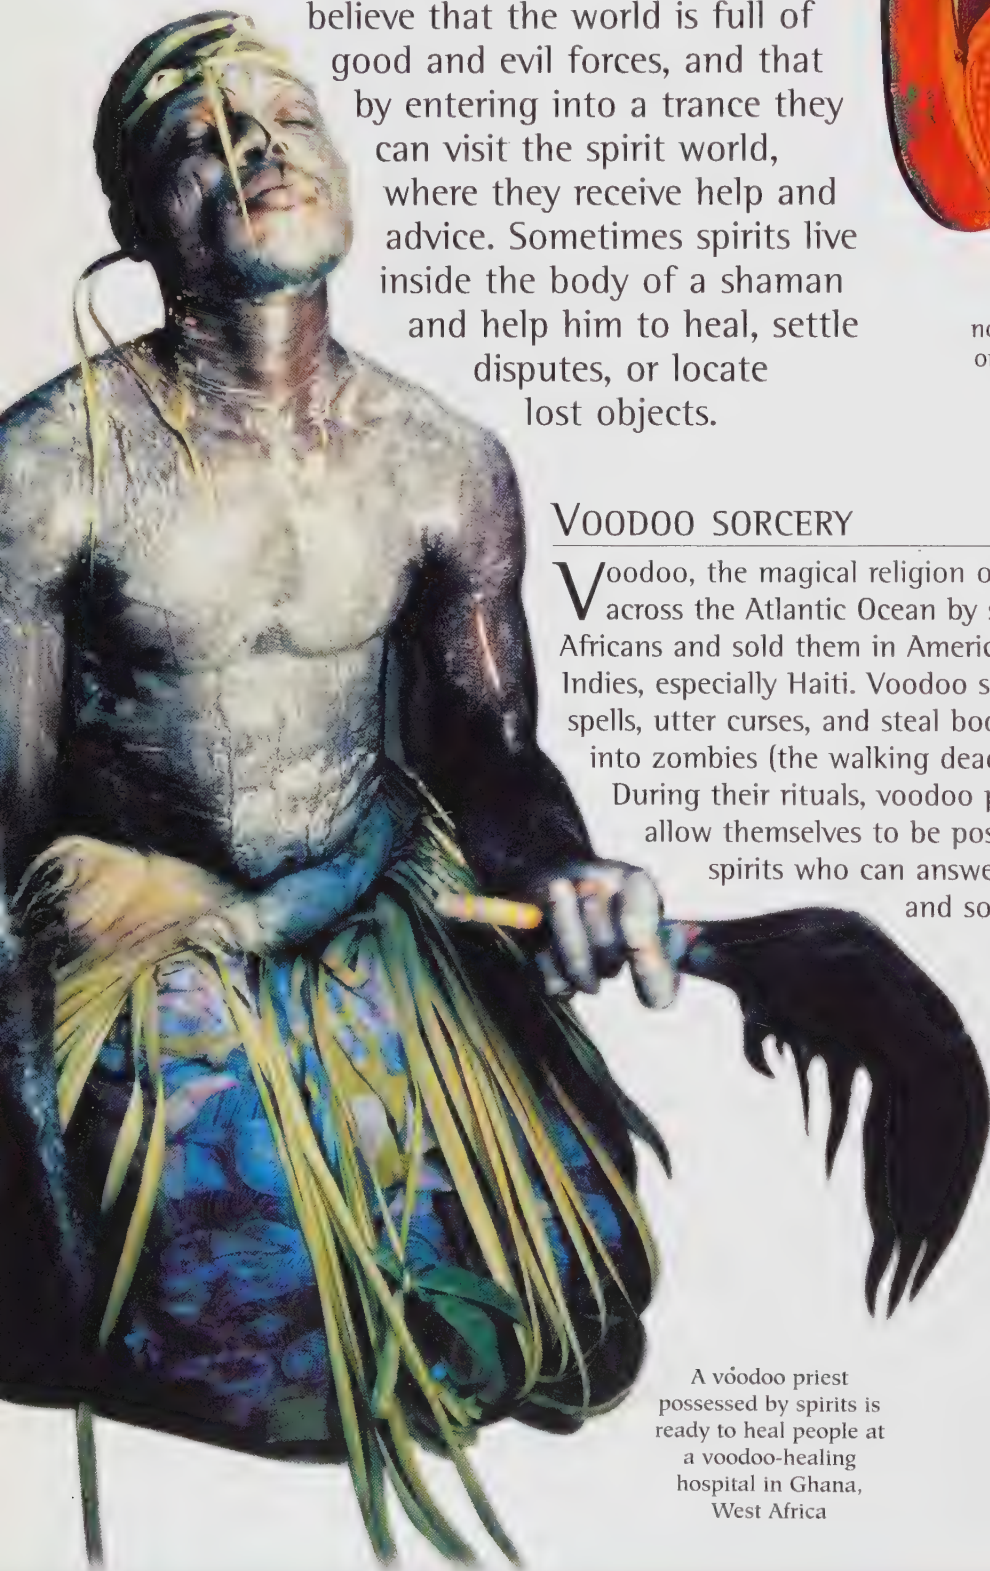 believe that the world is full of
good and evil forces, and that
by entering into a trance they
can visit the spirit world,
where they receive help and
advice. Sometimes spirits live
inside the body of a shaman
and help him to heal, settle
disputes, or locate
lost objects.
VOODOO SORCERY
Voodoo, the magical religion
across the Atlantic Ocean by
Africans and sold them in
Indies, especially Haiti. Voodoo
spells, utter curses, and steal
into zombies (the walking
During their rituals, voodoo
allow themselves to be
spirits who can
and
A voodoo priest
possessed by spirits is
ready to heal people at
a voodoo-healing
hospital in Ghana,
West Africa